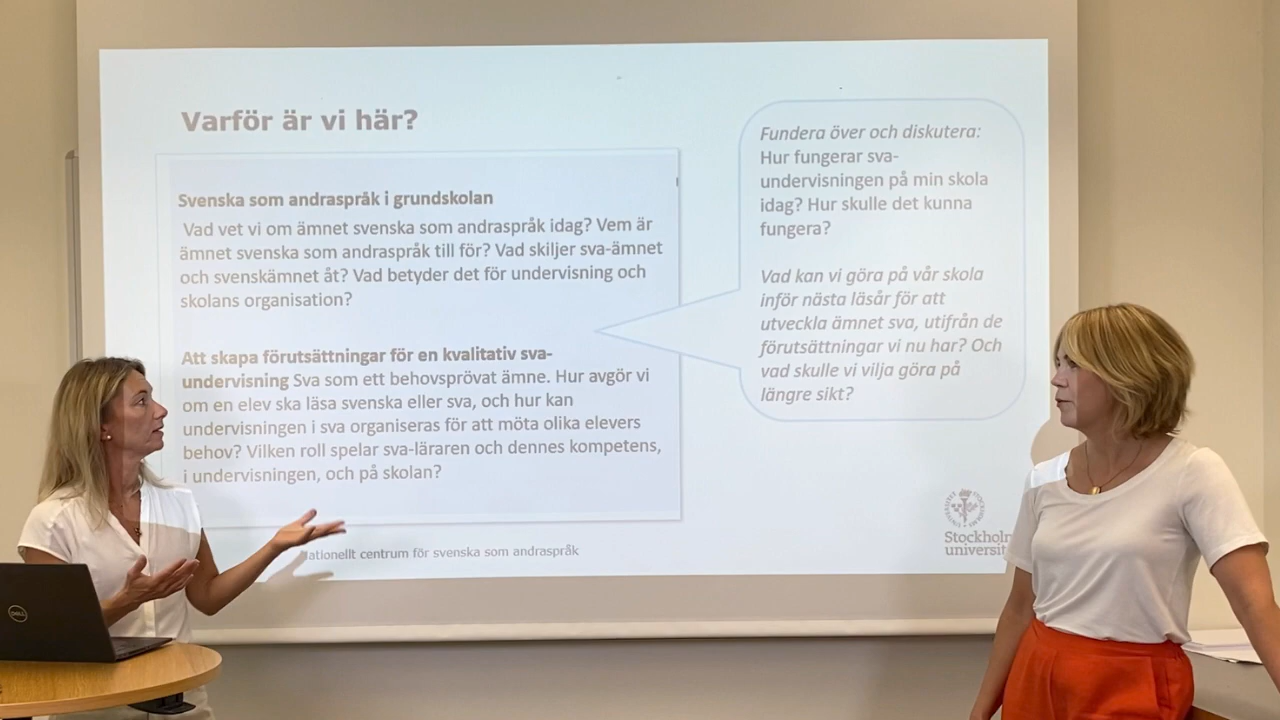 Varför är vi här?
Svenska som andraspråk i grundskolan
Vad vet vi om ämnet svenska som andraspråk idag? Vem är
ämnet svenska som andraspråk till för? Vad skiljer sva-ämnet
och svenskämnet åt? Vad betyder det för undervisning och
skolans organisation?
Att skapa förutsättningar för en kvalitativ sva-
undervisning Sva som ett behovsprövat ämne. Hur avgör vi
om en elev ska läsa svenska eller sva, och hur kan
undervisningen i sva organiseras för att möta olika elevers
behov? Vilken roll spelar sva-läraren och dennes kompetens,
i undervisningen, och på skolan?
Fundera över och diskutera:
Hur fungerar sva-
undervisningen på min skola
idag? Hur skulle det kunna
fungera?
Vad kan vi göra på vår skola
inför nästa läsår för att
utveckla ämnet sva, utifrån de
förutsättningar vi nu har? Och
vad skulle vi vilja göra på
längre sikt?
ationellt centrum för svenska som andraspråk
Stockholm
universit
DELL